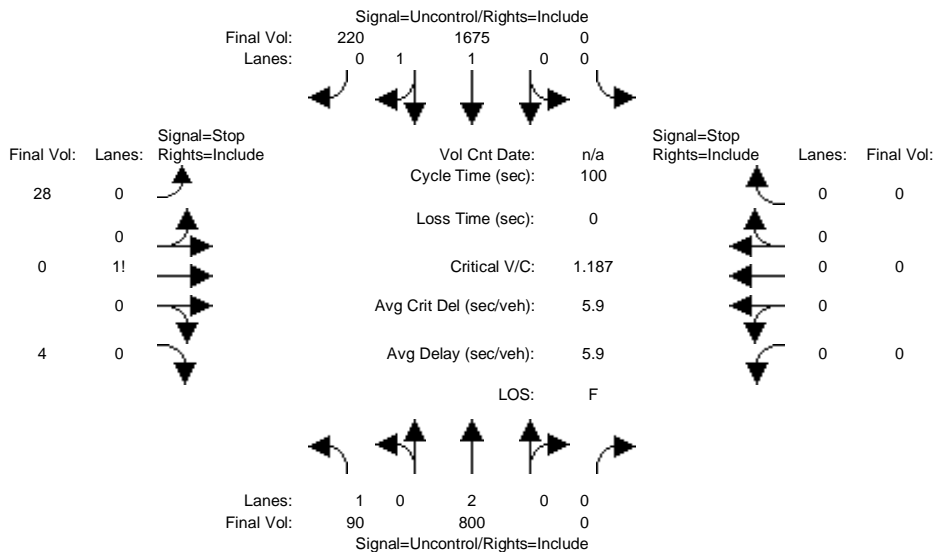 Signal=Uncontrol/Rights=Include
Final Vol: 220 1675 0
Lanes: 0 1 1 0 0
Signal=Stop
Final Vol: Lanes: Rights=Include
Vol Cnt Date: n/a
Signal=Stop
Rights=Include Lanes: Final Vol:
Cycle Time (sec): 100
28 0
0 0
Loss Time (sec): 0
0
0
0 1!
Critical V/C: 1.187
0 0
0
Avg Crit Del (sec/veh): 5.9
0
4 0
Avg Delay (sec/veh): 5.9
0 0
LOS: F
Lanes: 1 0 2 0 0
Final Vol: 90 800 0
Signal=Uncontrol/Rights=Include